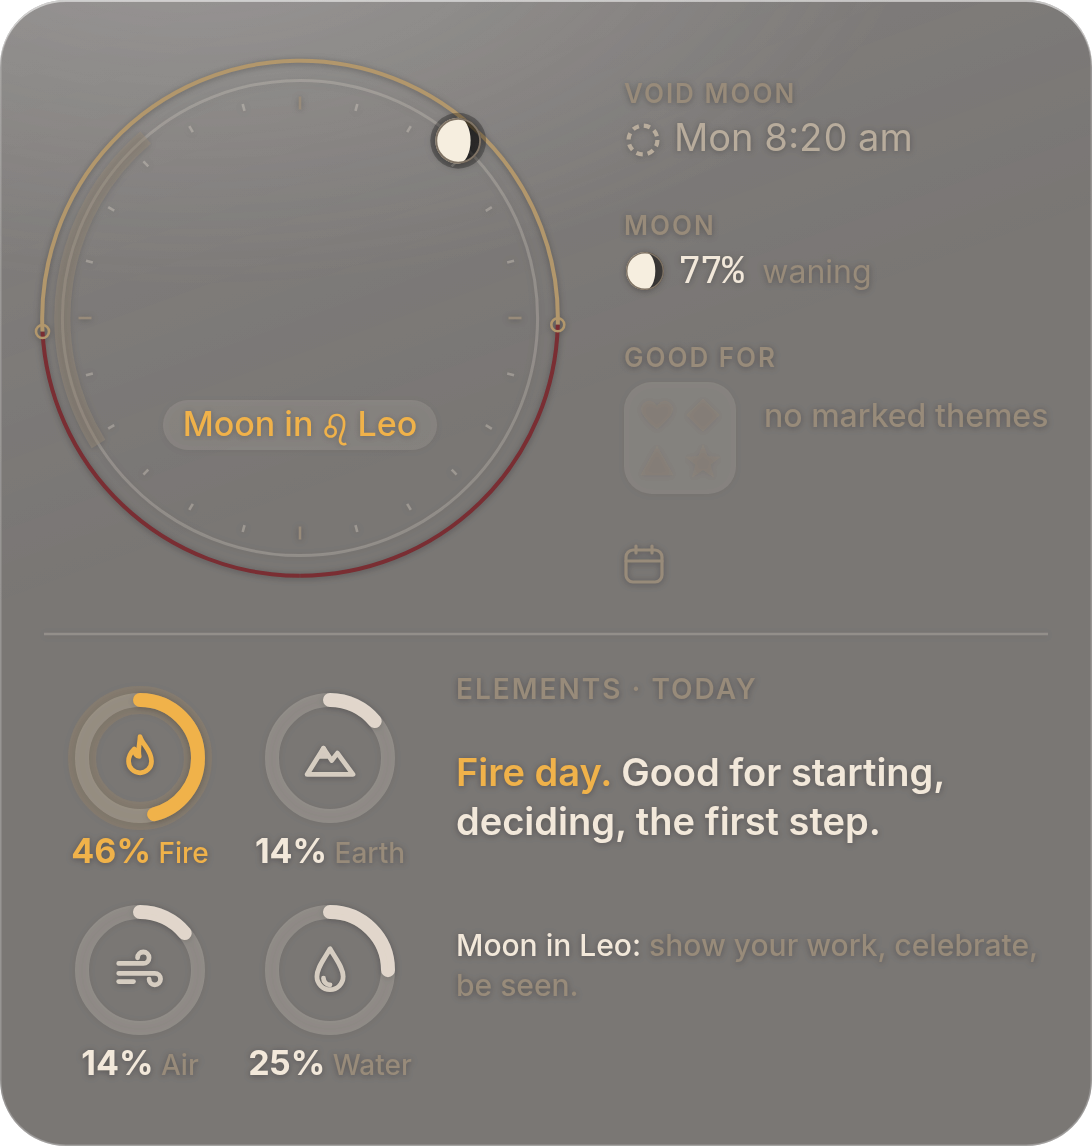 VOID MOON
Mon 8:20 am
MOON
77% waning
GOOD FOR
no marked themes
Moon in ♌ Leo
ELEMENTS · TODAY
Fire day. Good for starting,
deciding, the first step.
46% Fire
14% Earth
Moon in Leo: show your work, celebrate,
be seen.
14% Air
25% Water